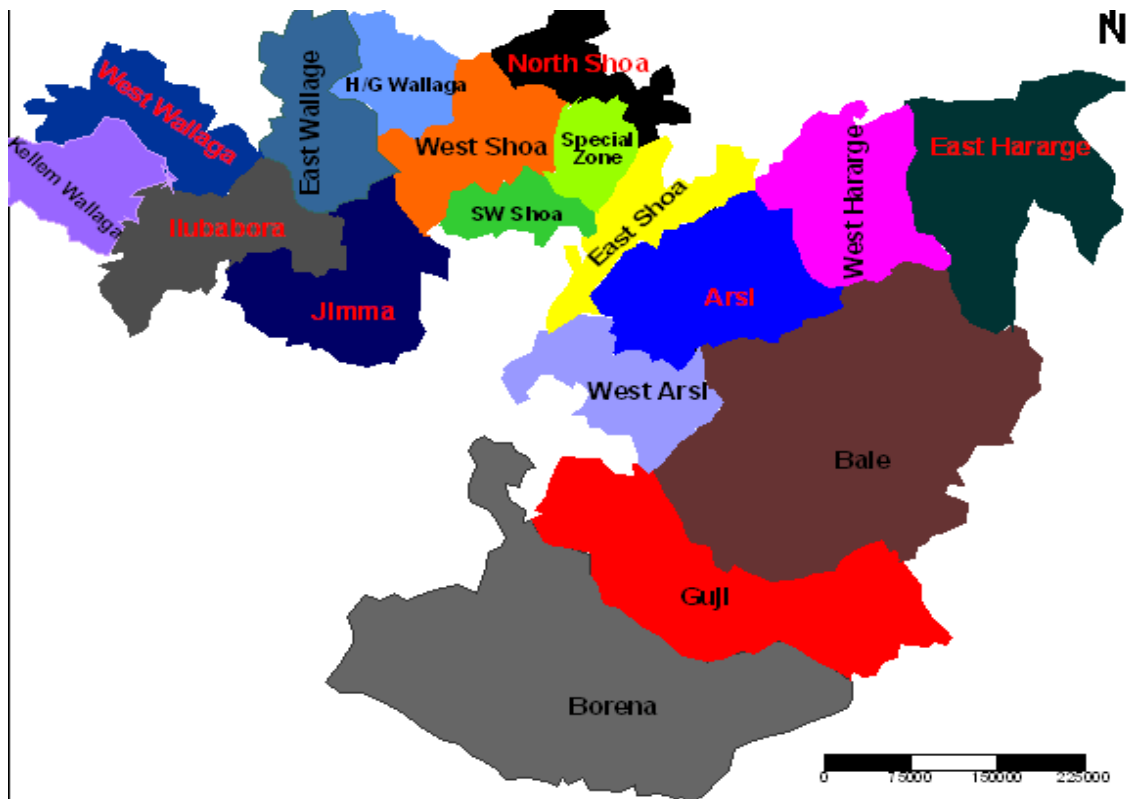 N
North Shoa
West Wallaga
H/G Wallaga
East Wallage
West Shoa
Special
Zone
East Hararge
Kellem Wallaga
West Hararge
SW Shoa
East Shoa
Ilubabora
JImma
ArsI
West ArsI
Bale
GujI
Borena
0 75000 150000 225000